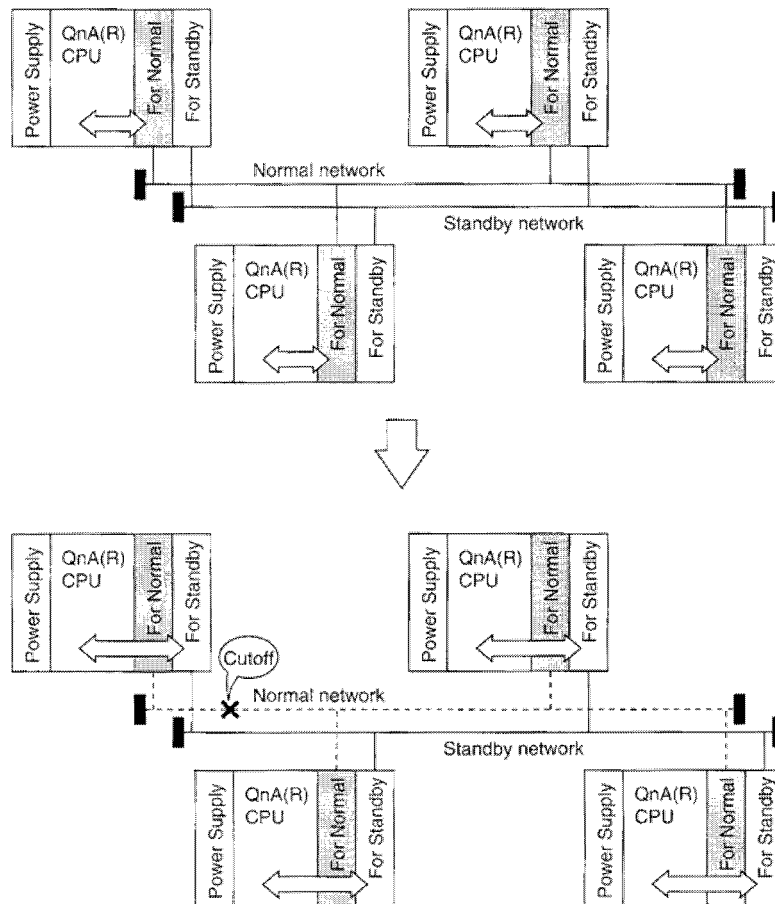 Power Supply
QnA(R)
CPU
For Normal
For Standby
Power Supply
QnA(R)
CPU
For Normal
For Standby
Normal network
Standby network
Power Supply
QnA(R)
CPU
For Normal
For Standby
Power Supply
QnA(R)
CPU
For Normal
For Standby
Power Supply
QnA(R)
CPU
For Normal
For Standby
Power Supply
QnA(R)
CPU
For Normal
For Standby
Cutoff
Normal network
Standby network
Power Supply
QnA(R)
CPU
For Normal
For Standby
Power Supply
QnA(R)
CPU
For Normal
For Standby